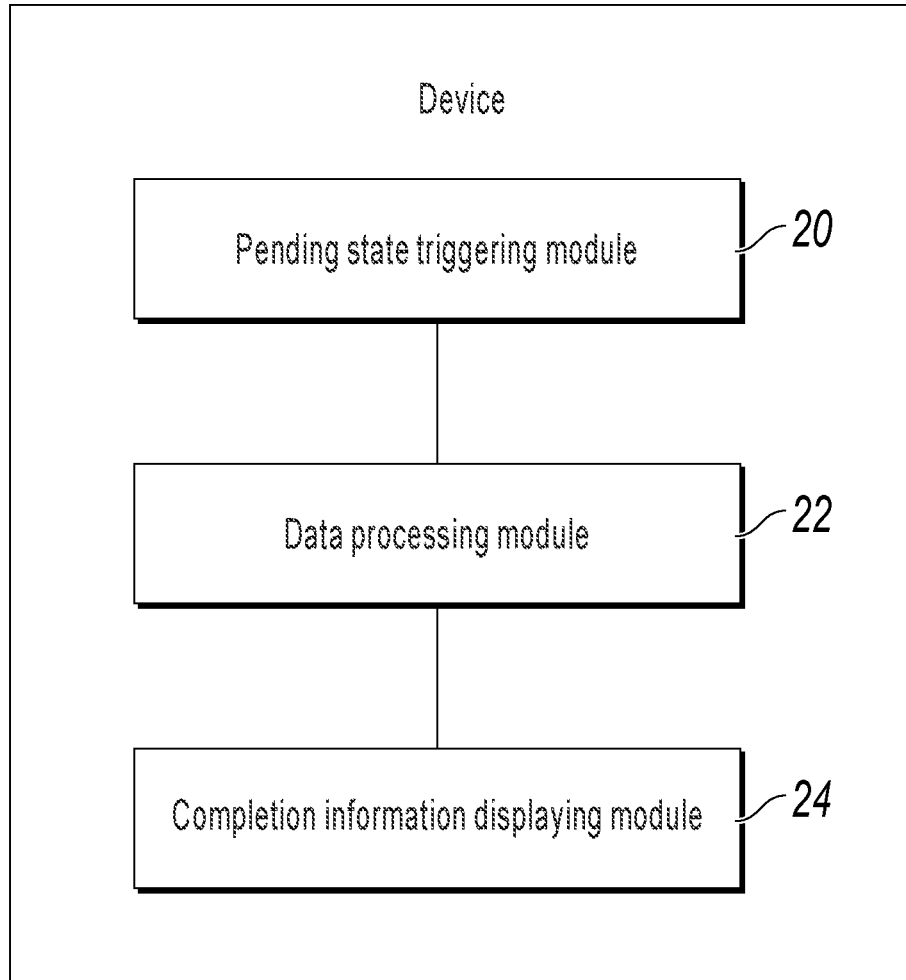 Device
Pending state triggering module
20
Data processing module
22
Completion information displaying module
24